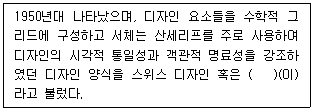 1950년대 나타났으며, 디자인 요소들을 수학적 그
리드에 구성하고 서체는 산세리프를 주로 사용하며
디자인의 시각적 통일성과 객관적 명료성을 강조하
였던 디자인 양식을 스위스 디자인 혹은 (   )(이)
라고 불렀다.